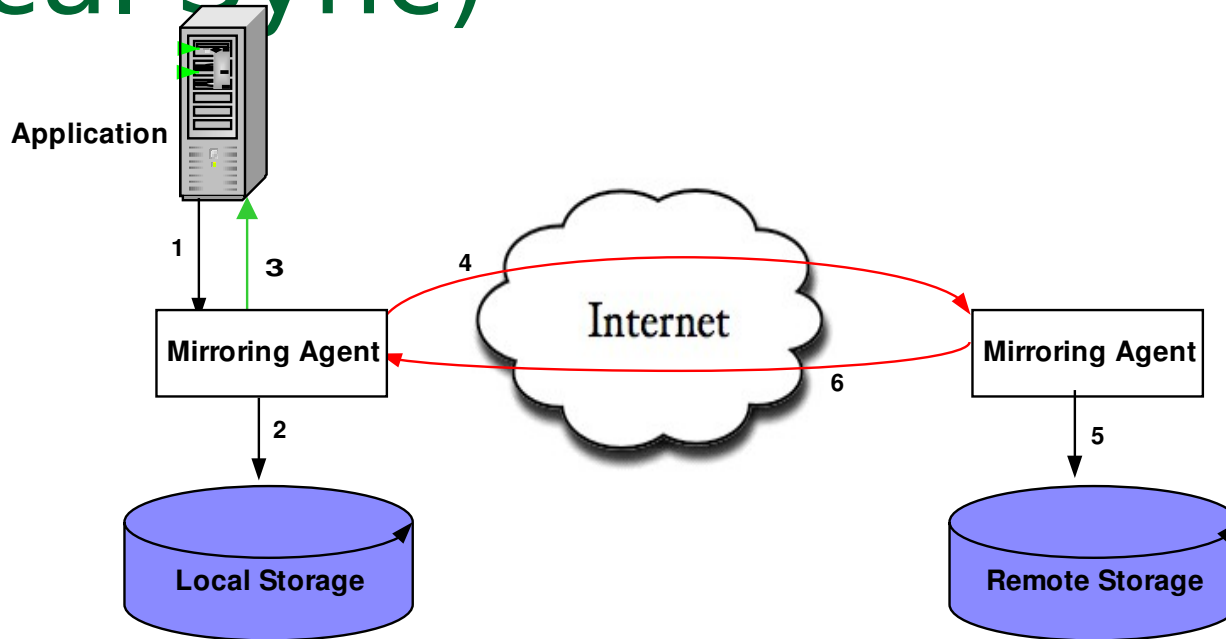 Application
1
3
4
Internet
Mirroring Agent
Mirroring Agent
6
2
5
Local Storage
Remote Storage